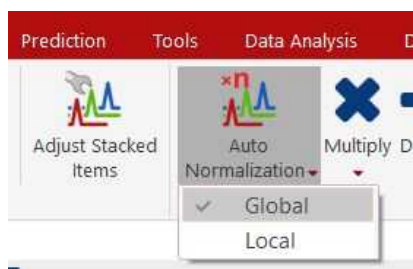 Prediction Tools Data Analysis
Adjust Stacked
Items
×n
Auto
Normalization
Multiply
Global
Local